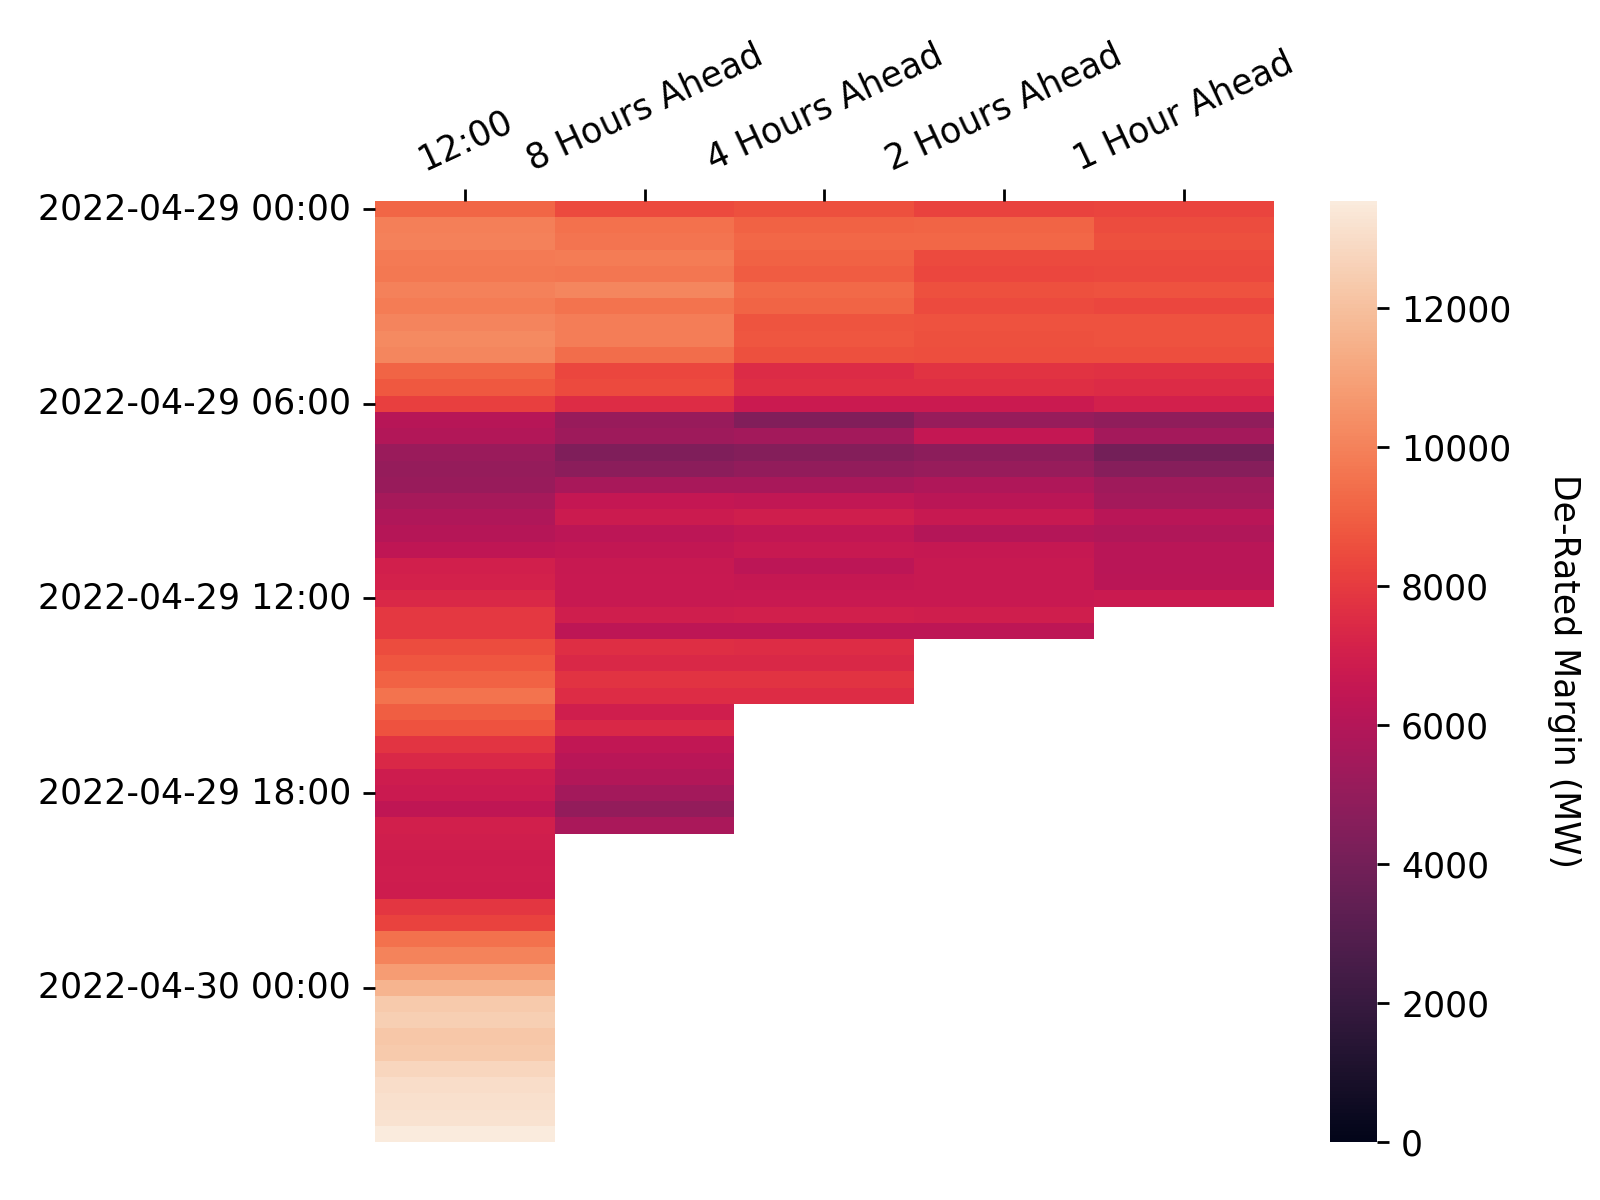 12:00
8 Hours Ahead
4 Hours Ahead
2 Hours Ahead
1 Hour Ahead
2022-04-29 00:00
2022-04-29 06:00
2022-04-29 12:00
2022-04-29 18:00
2022-04-30 00:00
12000
10000
8000
6000
4000
2000
0
De-Rated Margin (MW)